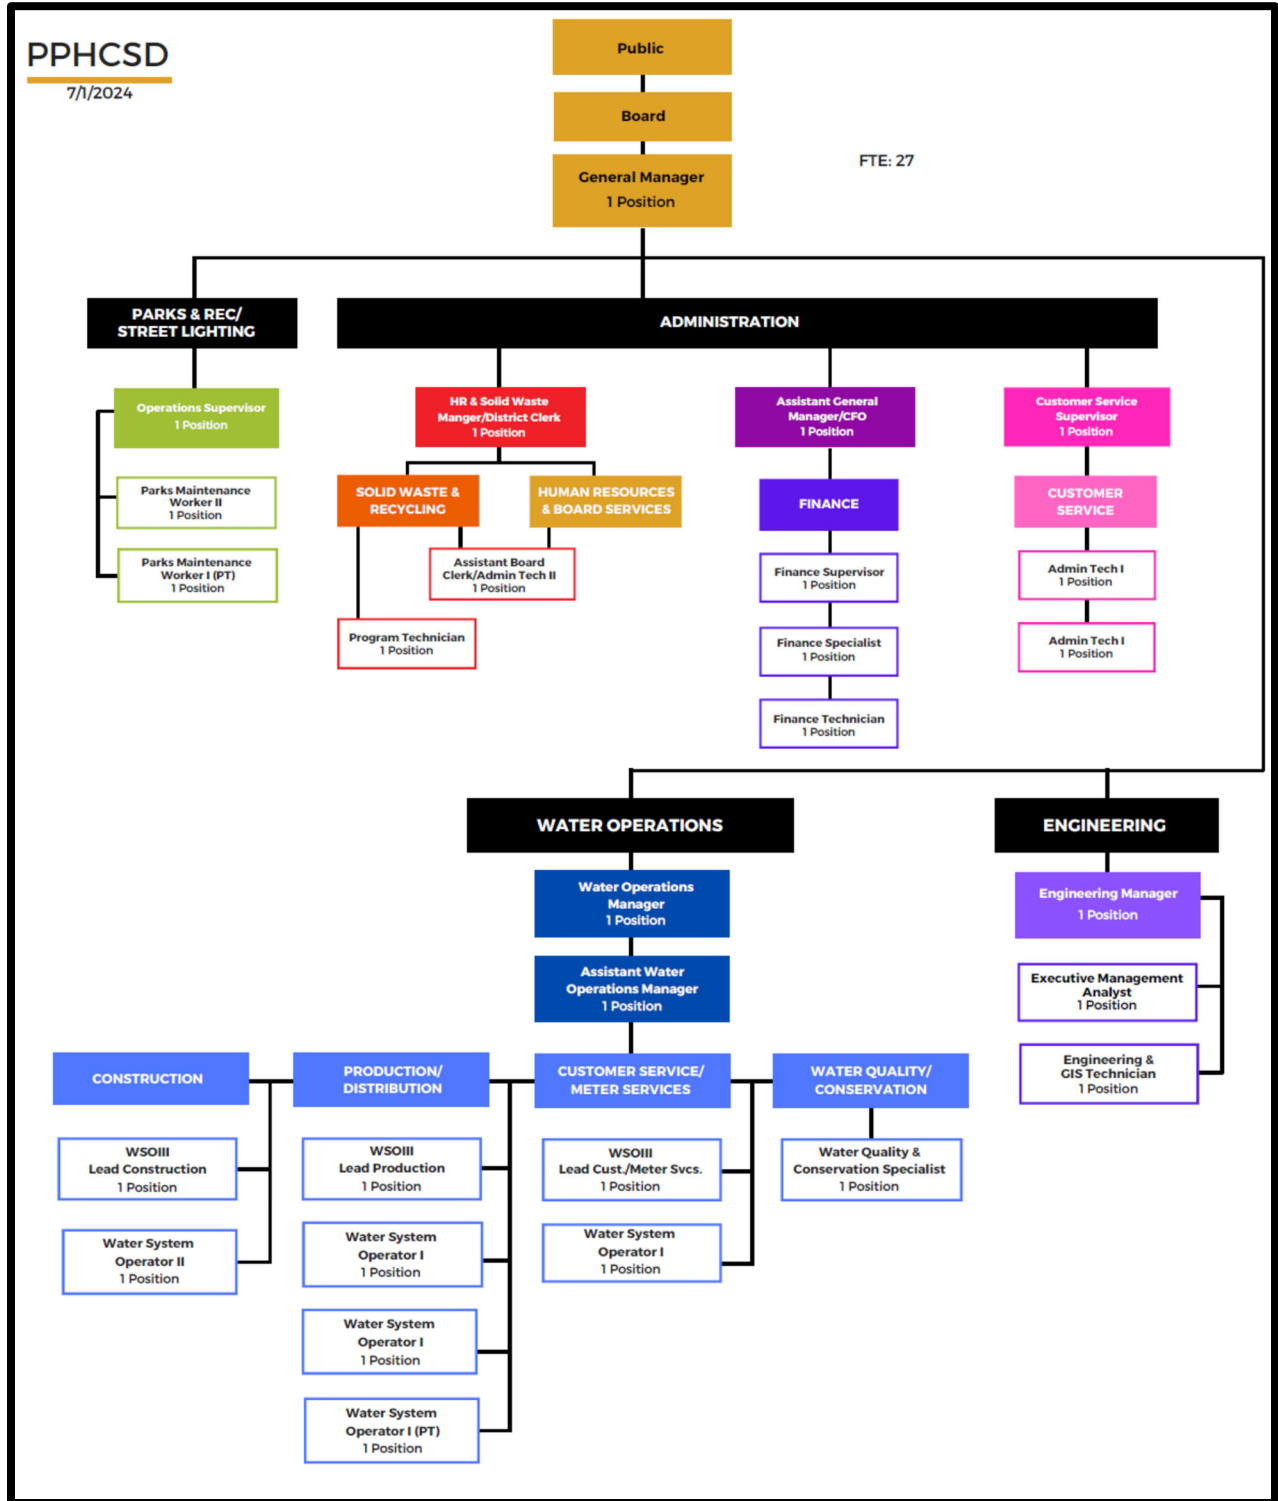 PPHCSD
7/1/2024
Public
Board
General Manager
1 Position
FTE: 27
PARKS & REC/
STREET LIGHTING
ADMINISTRATION
Operations Supervisor
1 Position
Parks Maintenance
Worker II
1 Position
Parks Maintenance
Worker I (PT)
1 Position
HR & Solid Waste
Manger/District Clerk
1 Position
SOLID WASTE &
RECYCLING
HUMAN RESOURCES
& BOARD SERVICES
Assistant Board
Clerk/Admin Tech II
1 Position
Program Technician
1 Position
Assistant General
Manager/CFO
1 Position
FINANCE
Finance Supervisor
1 Position
Finance Specialist
1 Position
Finance Technician
1 Position
Customer Service
Supervisor
1 Position
CUSTOMER
SERVICE
Admin Tech I
1 Position
Admin Tech I
1 Position
WATER OPERATIONS
Water Operations
Manager
1 Position
Assistant Water
Operations Manager
1 Position
CONSTRUCTION
WSOIII
Lead Construction
1 Position
Water System
Operator II
1 Position
PRODUCTION/
DISTRIBUTION
WSOIII
Lead Production
1 Position
Water System
Operator I
1 Position
Water System
Operator I
1 Position
Water System
Operator I (PT)
1 Position
CUSTOMER SERVICE/
METER SERVICES
WSOIII
Lead Cust./Meter Svcs.
1 Position
Water System
Operator I
1 Position
WATER QUALITY/
CONSERVATION
Water Quality &
Conservation Specialist
1 Position
ENGINEERING
Engineering Manager
1 Position
Executive Management
Analyst
1 Position
Engineering &
GIS Technician
1 Position